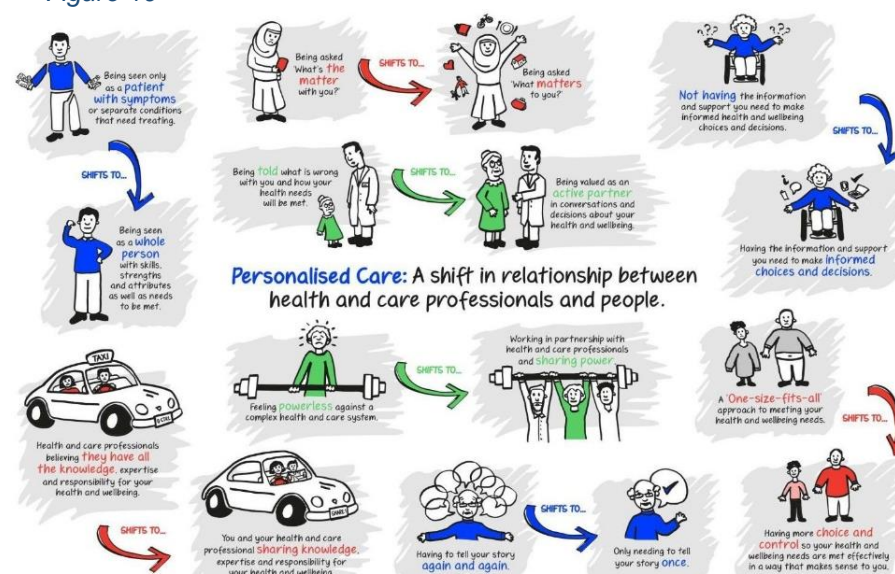 Being seen only
as a patient
with symptoms
or separate conditions
that need treating.
SHIFTS TO...
Being seen
as a whole
person
with skills,
strengths
and attributes
as well as needs
to be met.
Being asked
'What's the
matter
with you?'
SHIFTS TO...
Being asked
'What matters
to you?'
Not having the information
and support you need to make
informed health and wellbeing
choices and decisions.
SHIFTS TO...
Having the information and support
you need to make informed
choices and decisions.
Being told what is wrong
with you and how your
health needs
will be met.
SHIFTS TO...
Being valued as an
active partner
in conversations and
decisions about your
health and wellbeing.
Personalised Care: A shift in relationship between
health and care professionals and people.
TAXI
Health and care professionals
believing they have all
the knowledge, expertise
and responsibility for your
health and wellbeing.
SHIFTS TO...
You and your health and care
professional sharing knowledge,
expertise and responsibility for
your health and wellbeing.
Feeling powerless against a
complex health and care system.
SHIFTS TO...
Working in partnership with
health and care professionals
and sharing power.
Having to tell your story
again and again.
SHIFTS TO...
Only needing to tell
your story once.
A 'One-size-fits-all'
approach to meeting your
health and wellbeing needs.
SHIFTS TO...
Having more choice and
control so your health and
wellbeing needs are met effectively
in a way that makes sense to you.